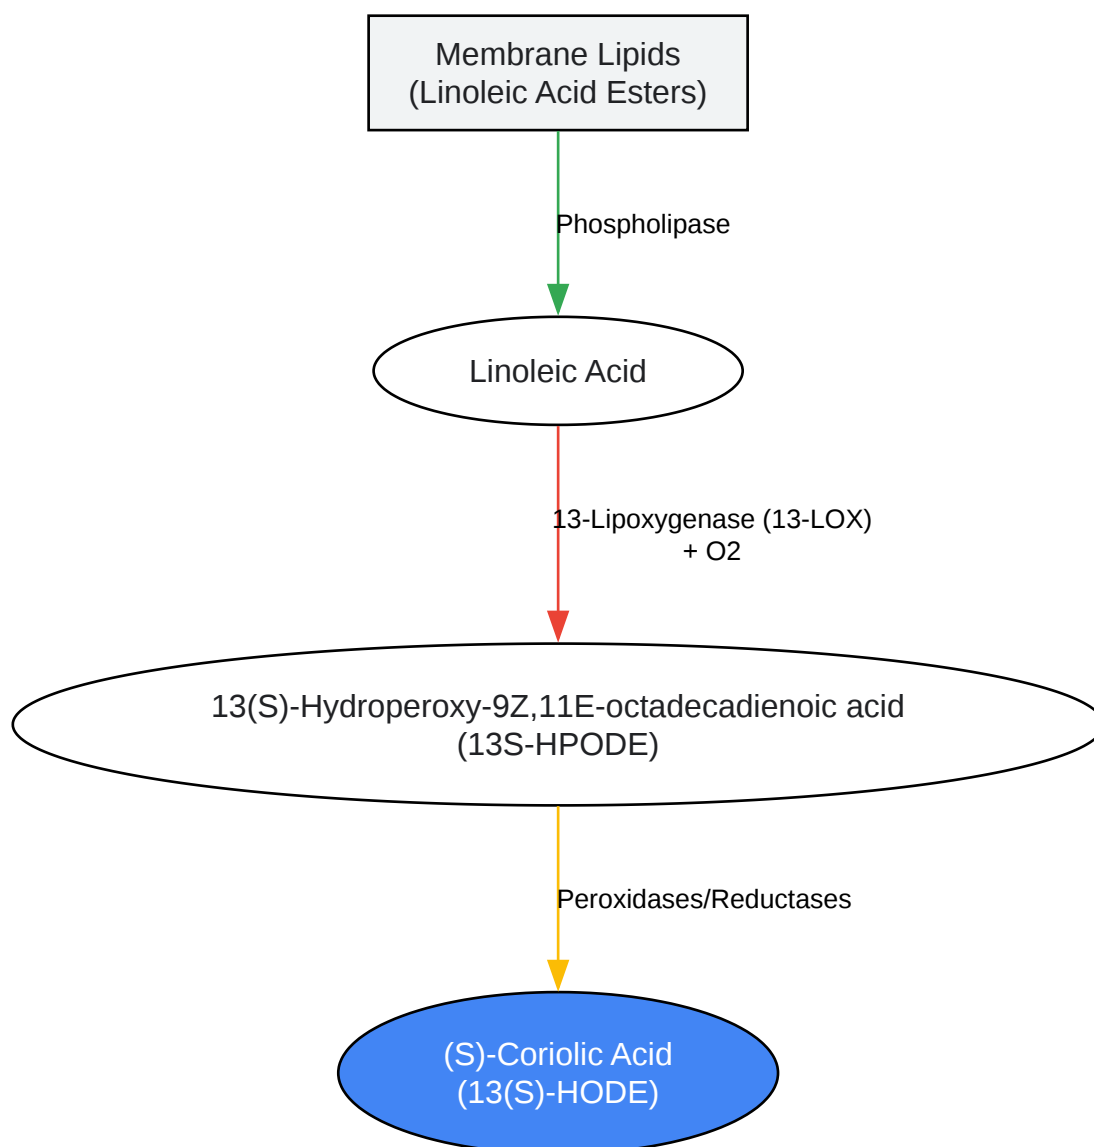 Membrane Lipids
(Linoleic Acid Esters)
Phospholipase
Linoleic Acid
13-Lipoxygenase (13-LOX)
+ O2
13(S)-Hydroperoxy-9Z,11E-octadecadienoic acid
(13S-HPODE)
Peroxidases/Reductases
(S)-Coriolic Acid
(13(S)-HODE)